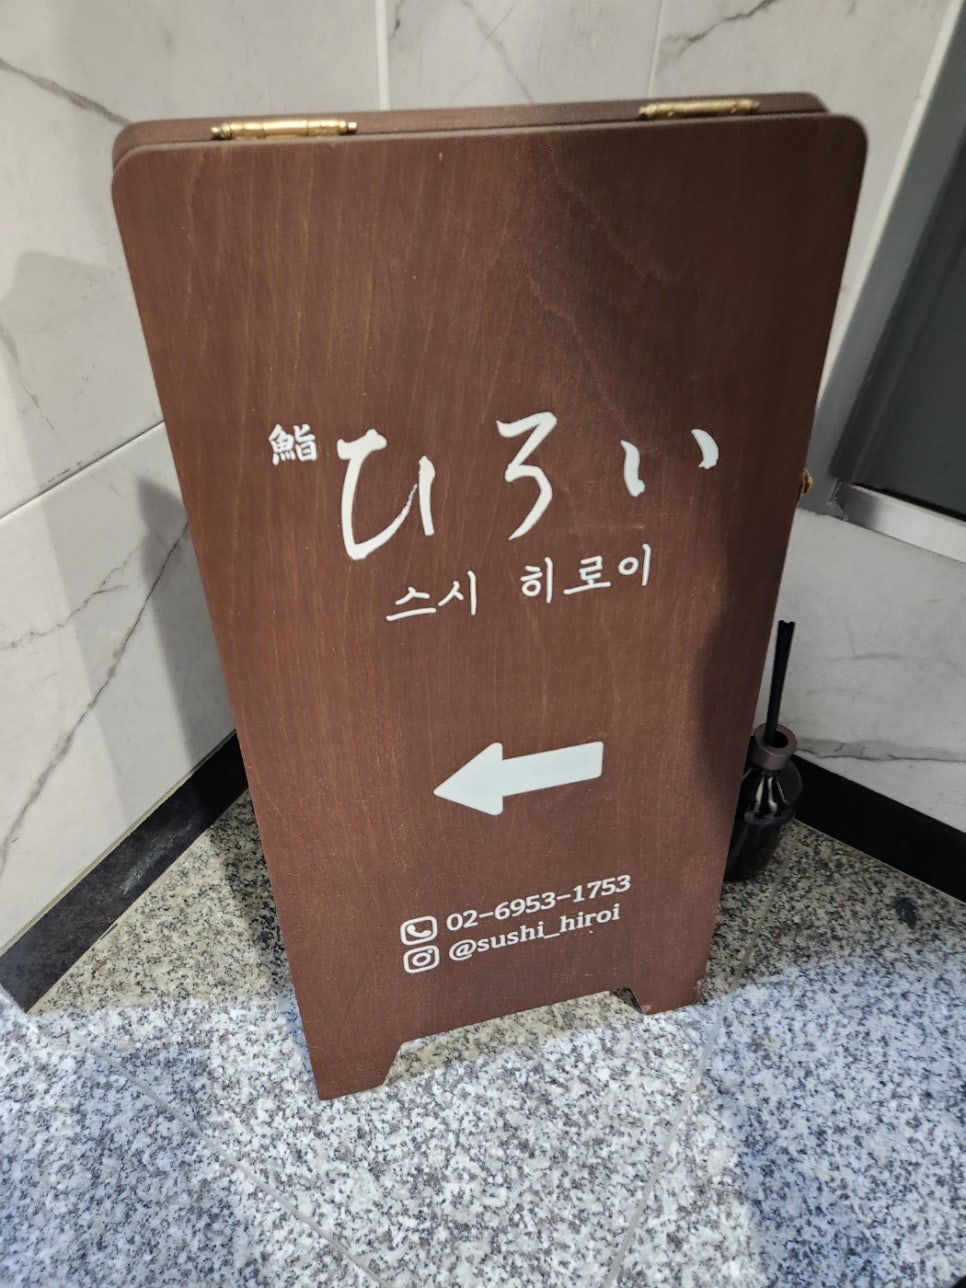 鮨 ひろい
스시 히로이
02-6953-1753
@sushi_hiroi